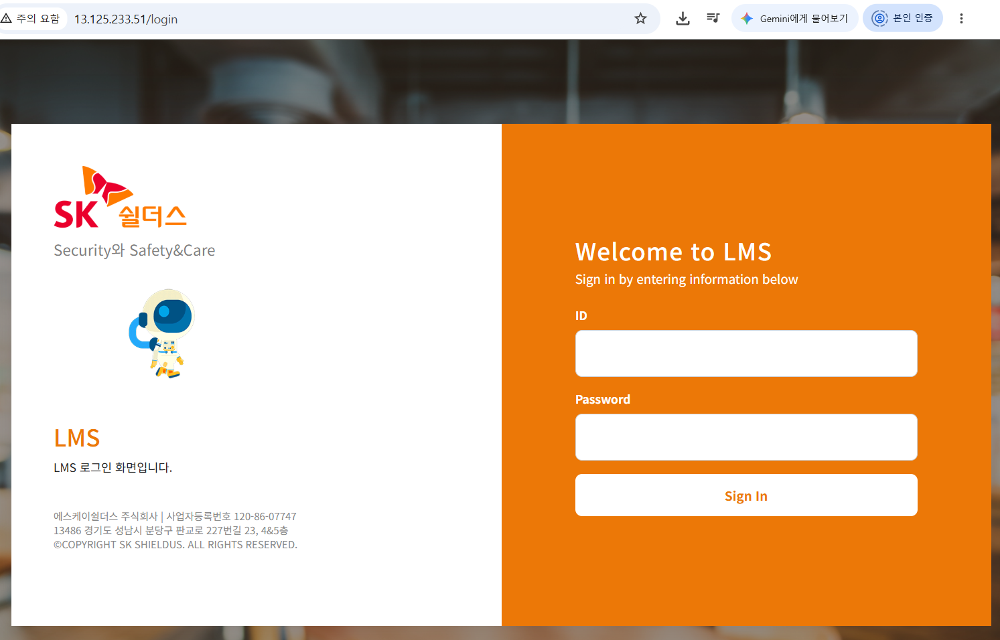 주의 요함
13.125.233.51/login
Gemini에게 물어보기
본인 인증
SK 쉴더스
Security와 Safety&Care
LMS
LMS 로그인 화면입니다.
에스케이쉴더스 주식회사 | 사업자등록번호 120-86-07747
13486 경기도 성남시 분당구 판교로 227번길 23, 4&5층
©COPYRIGHT SK SHIELDUS. ALL RIGHTS RESERVED.
Welcome to LMS
Sign in by entering information below
ID
Password
Sign In